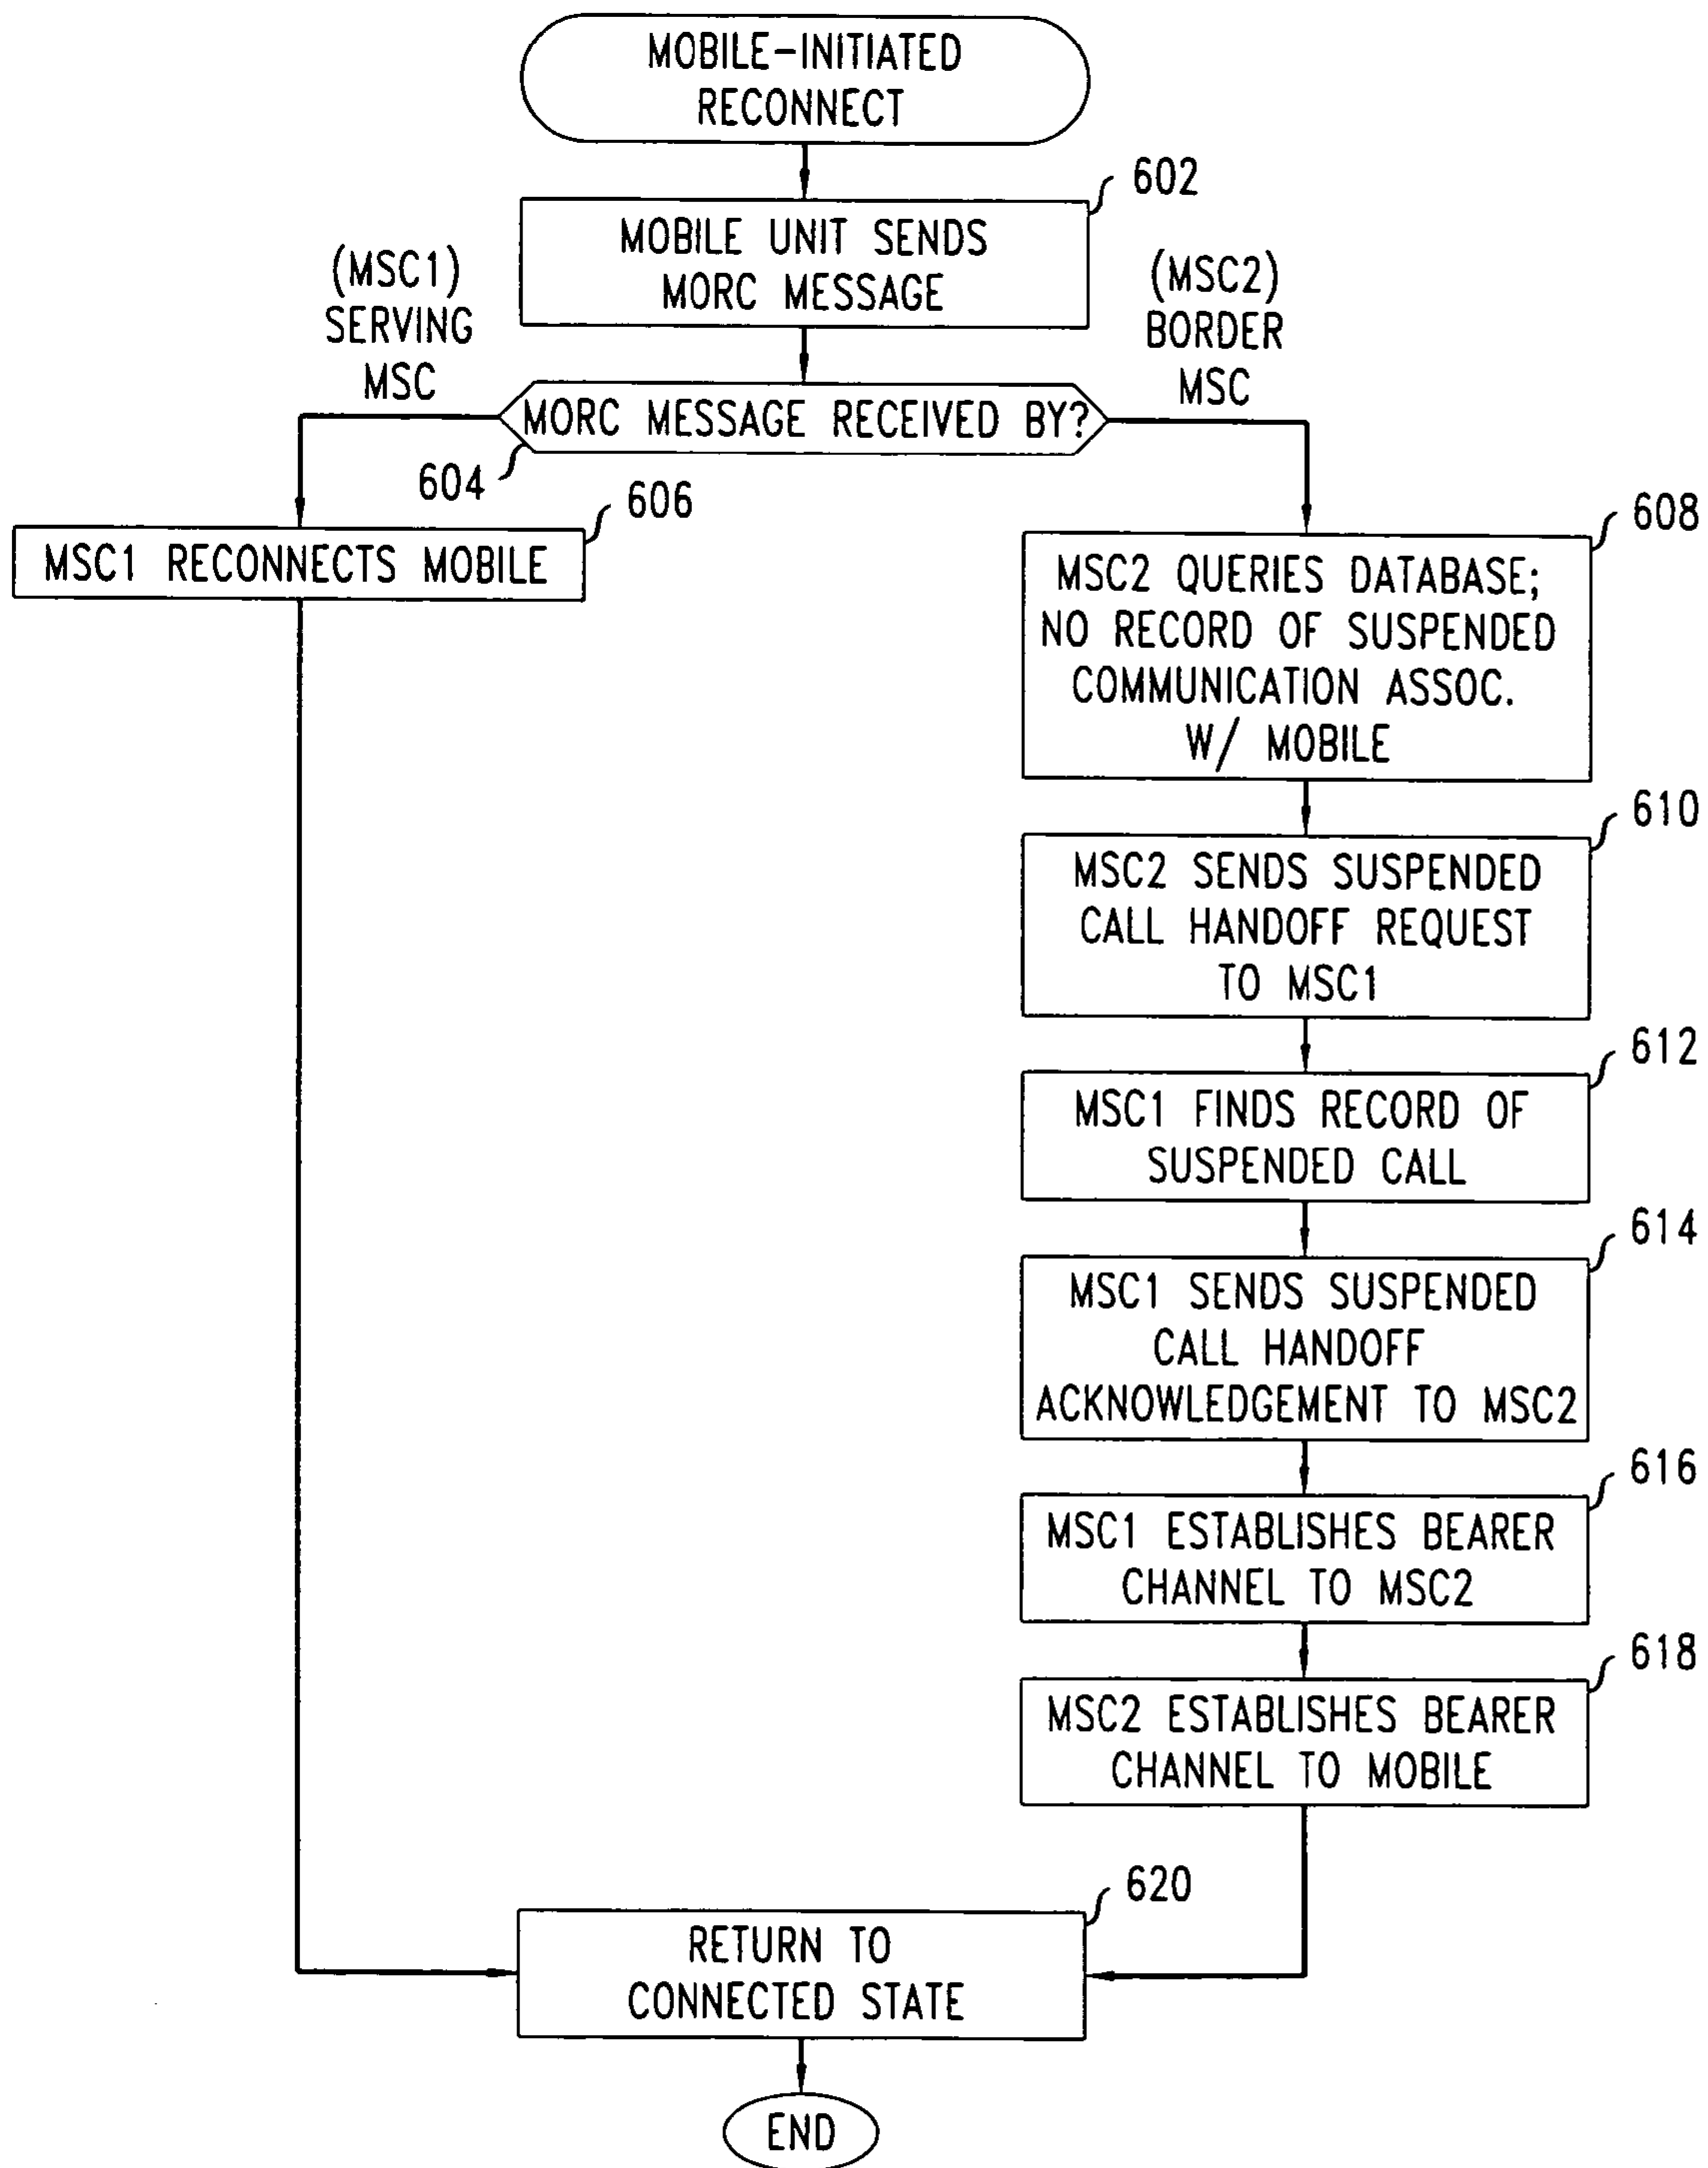 MOBILE-INITIATED
RECONNECT
602
MOBILE UNIT SENDS
MORC MESSAGE
(MSC1)
SERVING
MSC
(MSC2)
BORDER
MSC
MORC MESSAGE RECEIVED BY?
604
606
MSC1 RECONNECTS MOBILE
608
MSC2 QUERIES DATABASE;
NO RECORD OF SUSPENDED
COMMUNICATION ASSOC.
W/ MOBILE
610
MSC2 SENDS SUSPENDED
CALL HANDOFF REQUEST
TO MSC1
612
MSC1 FINDS RECORD OF
SUSPENDED CALL
614
MSC1 SENDS SUSPENDED
CALL HANDOFF
ACKNOWLEDGEMENT TO MSC2
616
MSC1 ESTABLISHES BEARER
CHANNEL TO MSC2
618
MSC2 ESTABLISHES BEARER
CHANNEL TO MOBILE
620
RETURN TO
CONNECTED STATE
END